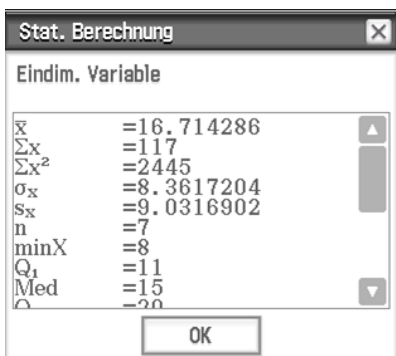 Stat. Berechnung
Eindim. Variable
x̄ =16.714286
Σx =117
Σx² =2445
σx =8.3617204
sx =9.0316902
n =7
minX =8
Q₁ =11
Med =15
OK